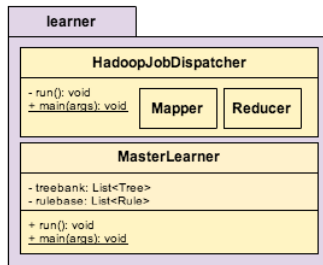 learner
HadoopJobDispatcher
- run(): void
+ main(args): void
Mapper
Reducer
MasterLearner
- treebank: List<Tree>
- rulebase: List<Rule>
+ run(): void
+ main(args): void